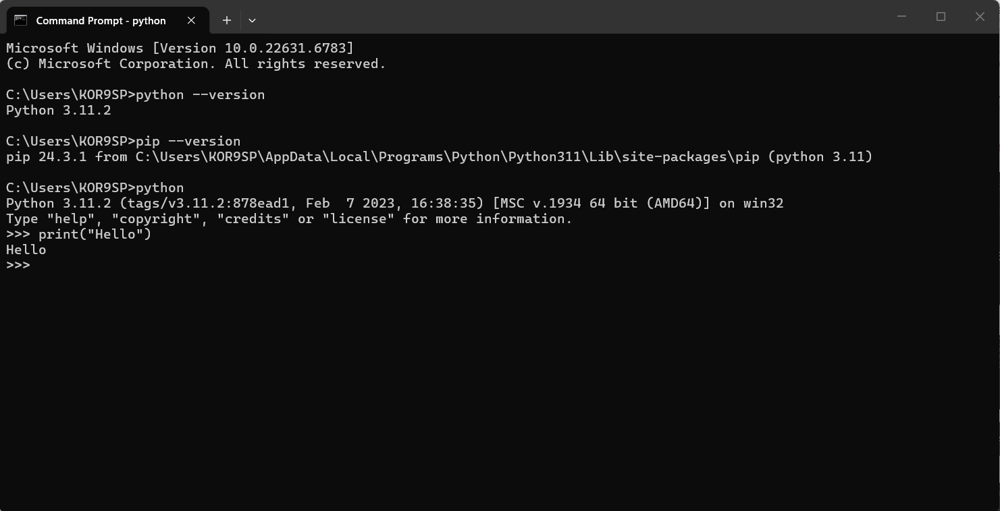 Command Prompt - python
Microsoft Windows [Version 10.0.22631.6783]
(c) Microsoft Corporation. All rights reserved.
C:\Users\KOR9SP>python --version
Python 3.11.2
C:\Users\KOR9SP>pip --version
pip 24.3.1 from C:\Users\KOR9SP\AppData\Local\Programs\Python\Python311\Lib\site-packages\pip (python 3.11)
C:\Users\KOR9SP>python
Python 3.11.2 (tags/v3.11.2:878ead1, Feb  7 2023, 16:38:35) [MSC v.1934 64 bit (AMD64)] on win32
Type "help", "copyright", "credits" or "license" for more information.
>>> print("Hello")
Hello
>>>